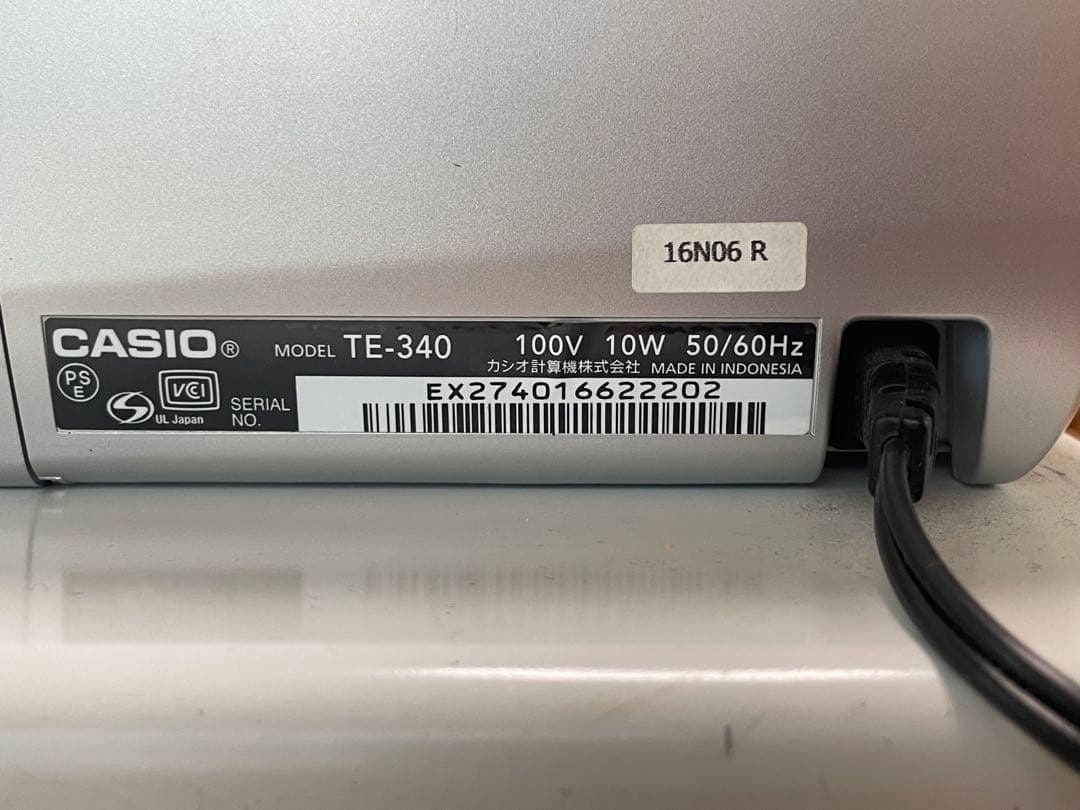 16N06 R
CASIO® MODEL TE-340 100V 10W 50/60Hz
カシオ計算機株式会社 MADE IN INDONESIA
PS E
VCCI
S UL Japan
SERIAL NO.
EX274016622202